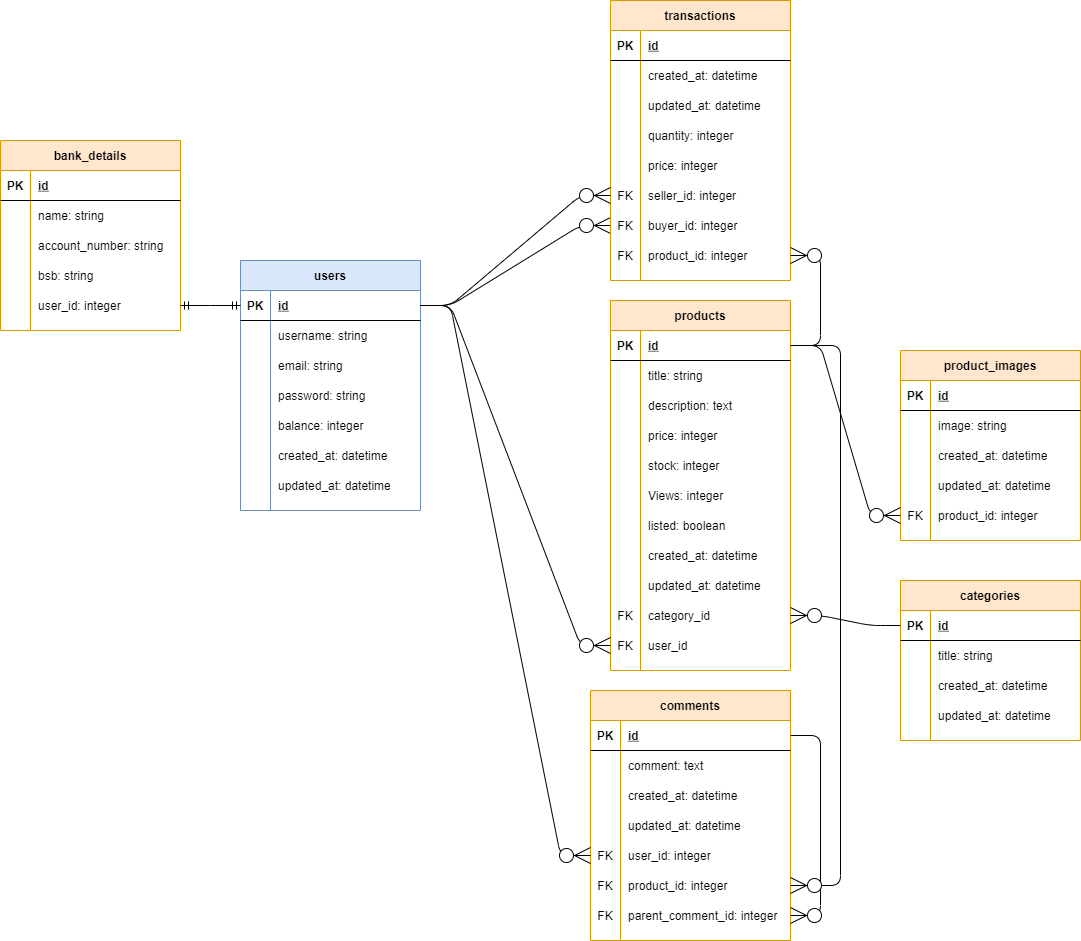 transactions
PK id
created_at: datetime
updated_at: datetime
quantity: integer
price: integer
FK seller_id: integer
FK buyer_id: integer
FK product_id: integer
bank_details
PK id
name: string
account_number: string
bsb: string
user_id: integer
users
PK id
username: string
email: string
password: string
balance: integer
created_at: datetime
updated_at: datetime
products
PK id
title: string
description: text
price: integer
stock: integer
Views: integer
listed: boolean
created_at: datetime
updated_at: datetime
FK category_id
FK user_id
product_images
PK id
image: string
created_at: datetime
updated_at: datetime
FK product_id: integer
categories
PK id
title: string
created_at: datetime
updated_at: datetime
comments
PK id
comment: text
created_at: datetime
updated_at: datetime
FK user_id: integer
FK product_id: integer
FK parent_comment_id: integer